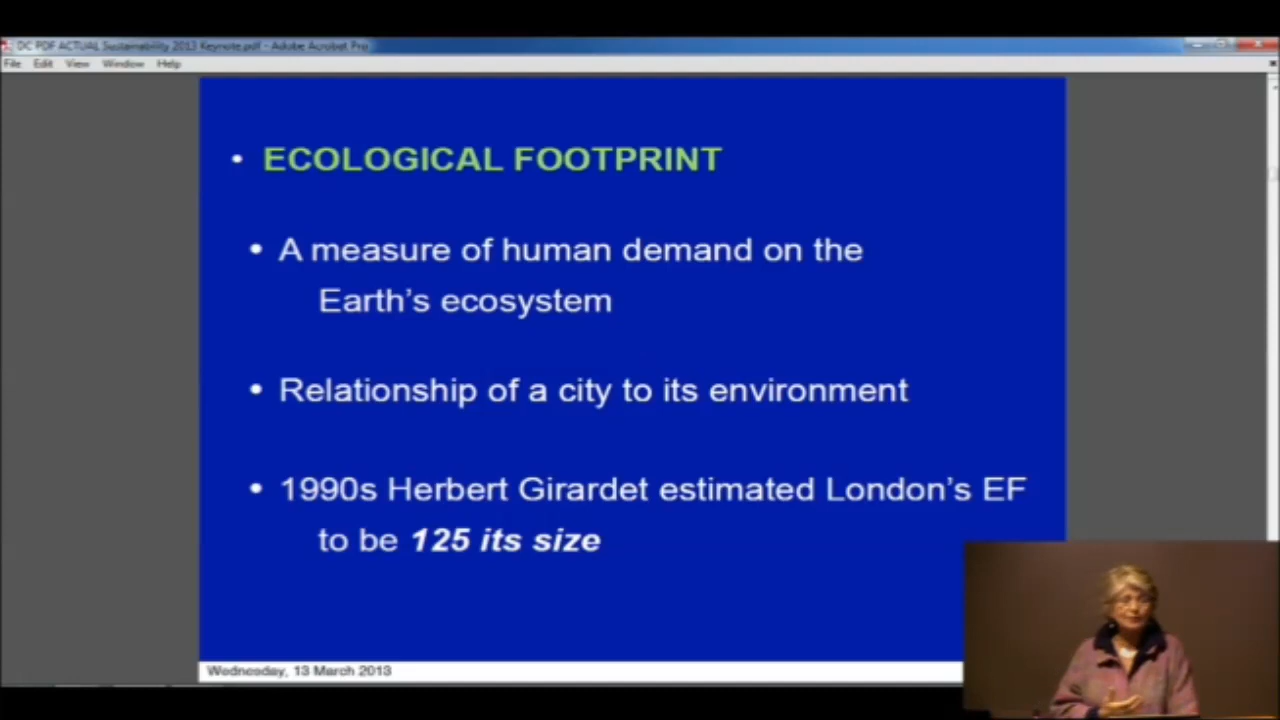 DC PDF ACTUAL Sustainability 2013 Keynote.pdf - Adobe Acrobat Pro
File Edit View Window Help
• ECOLOGICAL FOOTPRINT
• A measure of human demand on the
Earth's ecosystem
• Relationship of a city to its environment
• 1990s Herbert Girardet estimated London's EF
to be 125 its size
Wednesday, 13 March 2013